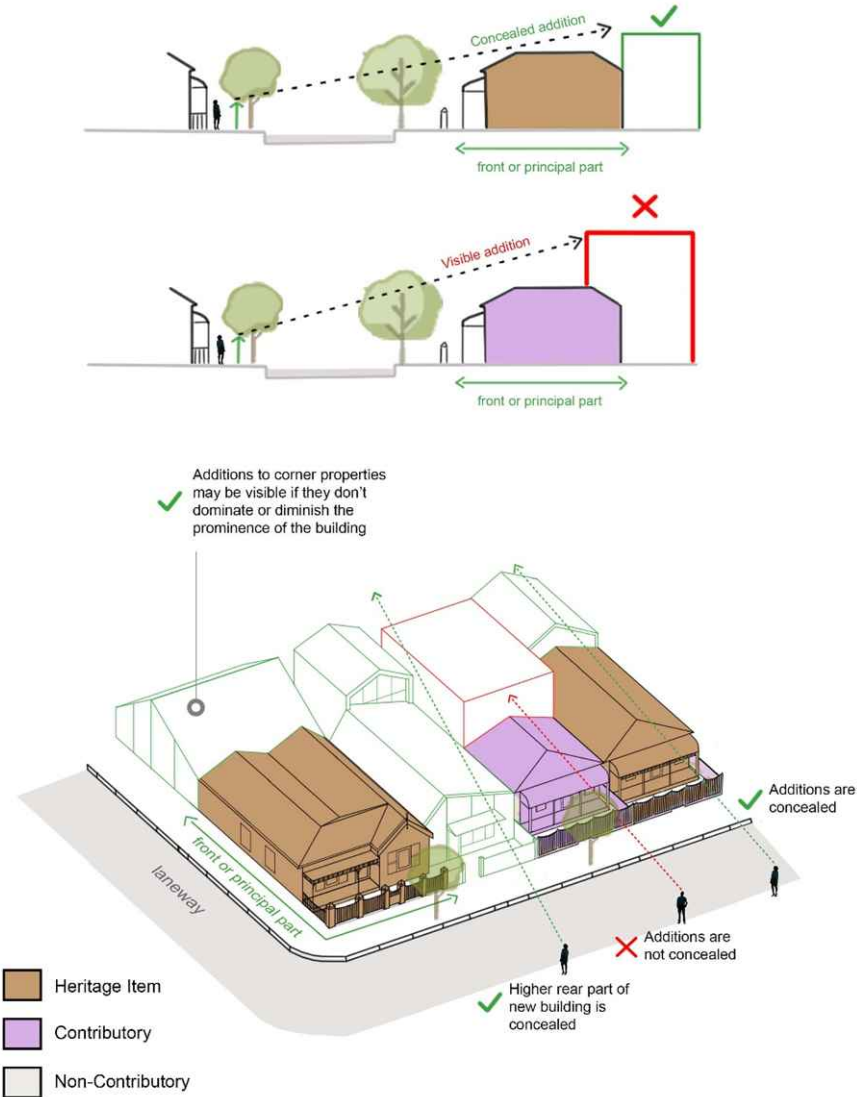 Concealed addition
front or principal part
Visible addition
front or principal part
Additions to corner properties
may be visible if they don't
dominate or diminish the
prominence of the building
Additions are
concealed
front or principal part
laneway
Additions are
not concealed
Higher rear part of
new building is
concealed
Heritage Item
Contributory
Non-Contributory